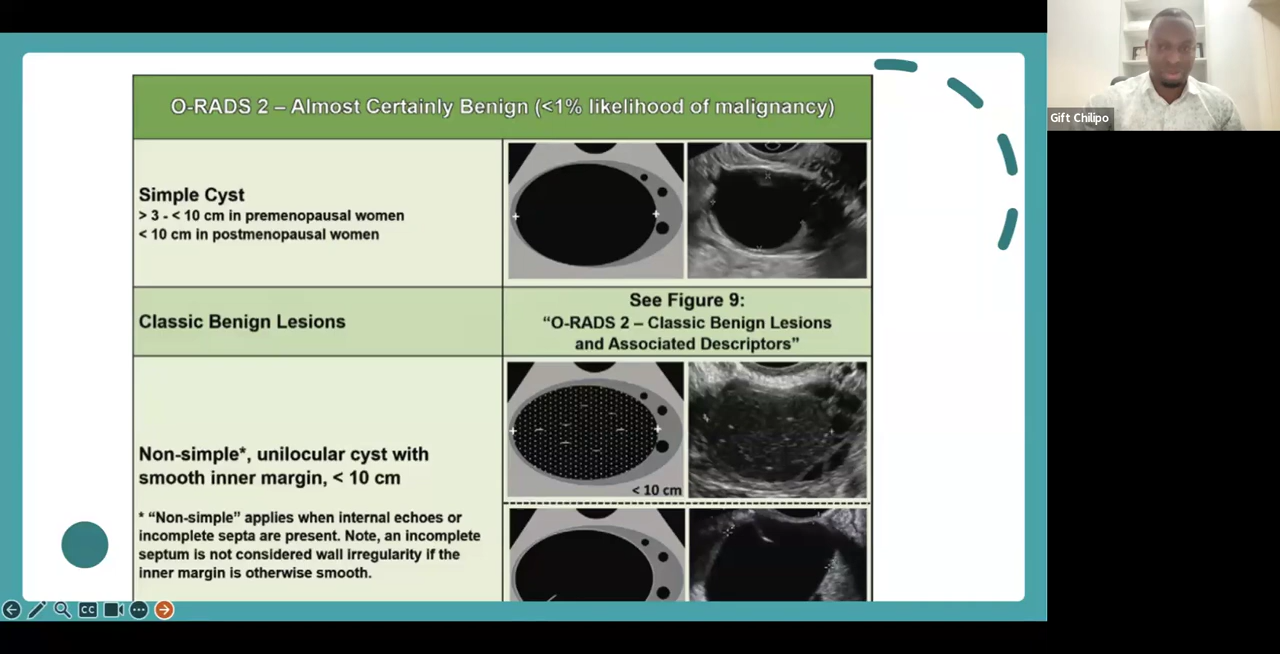 O-RADS 2 – Almost Certainly Benign (<1% likelihood of malignancy)
Gift Chilipo
Simple Cyst
> 3 - < 10 cm in premenopausal women
< 10 cm in postmenopausal women
Classic Benign Lesions
See Figure 9:
“O-RADS 2 – Classic Benign Lesions
and Associated Descriptors”
Non-simple*, unilocular cyst with
smooth inner margin, < 10 cm
< 10 cm
* “Non-simple” applies when internal echoes or
incomplete septa are present. Note, an incomplete
septum is not considered wall irregularity if the
inner margin is otherwise smooth.
CC